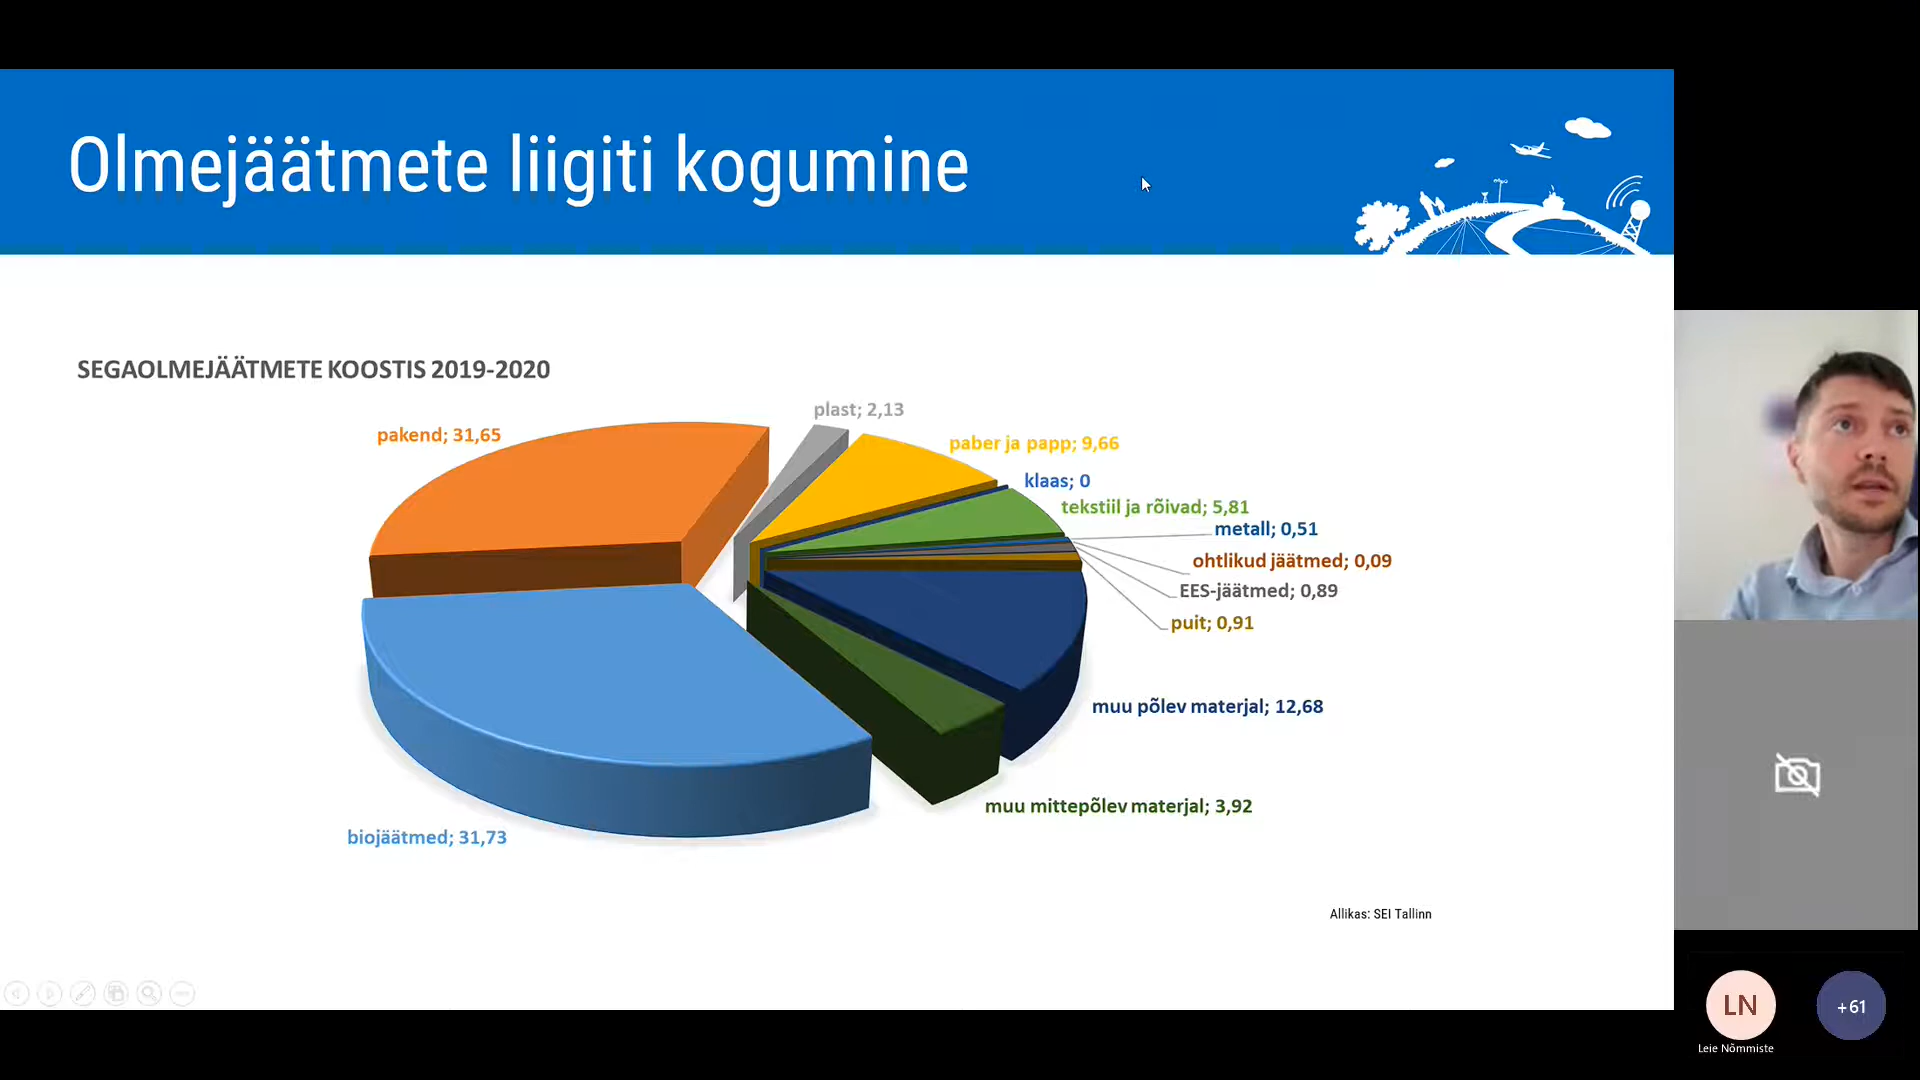 Olmejäätmete liigiti kogumine
SEGAOLMEJÄÄTMETE KOOSTIS 2019-2020
plast; 2,13
pakend; 31,65
paber ja papp; 9,66
klaas; 0
tekstiil ja rõivad; 5,81
metall; 0,51
ohtlikud jäätmed; 0,09
EES-jäätmed; 0,89
puit; 0,91
muu põlev materjal; 12,68
muu mittepõlev materjal; 3,92
biojäätmed; 31,73
Allikas: SEI Tallinn
LN
+61
Leie Nõmmiste